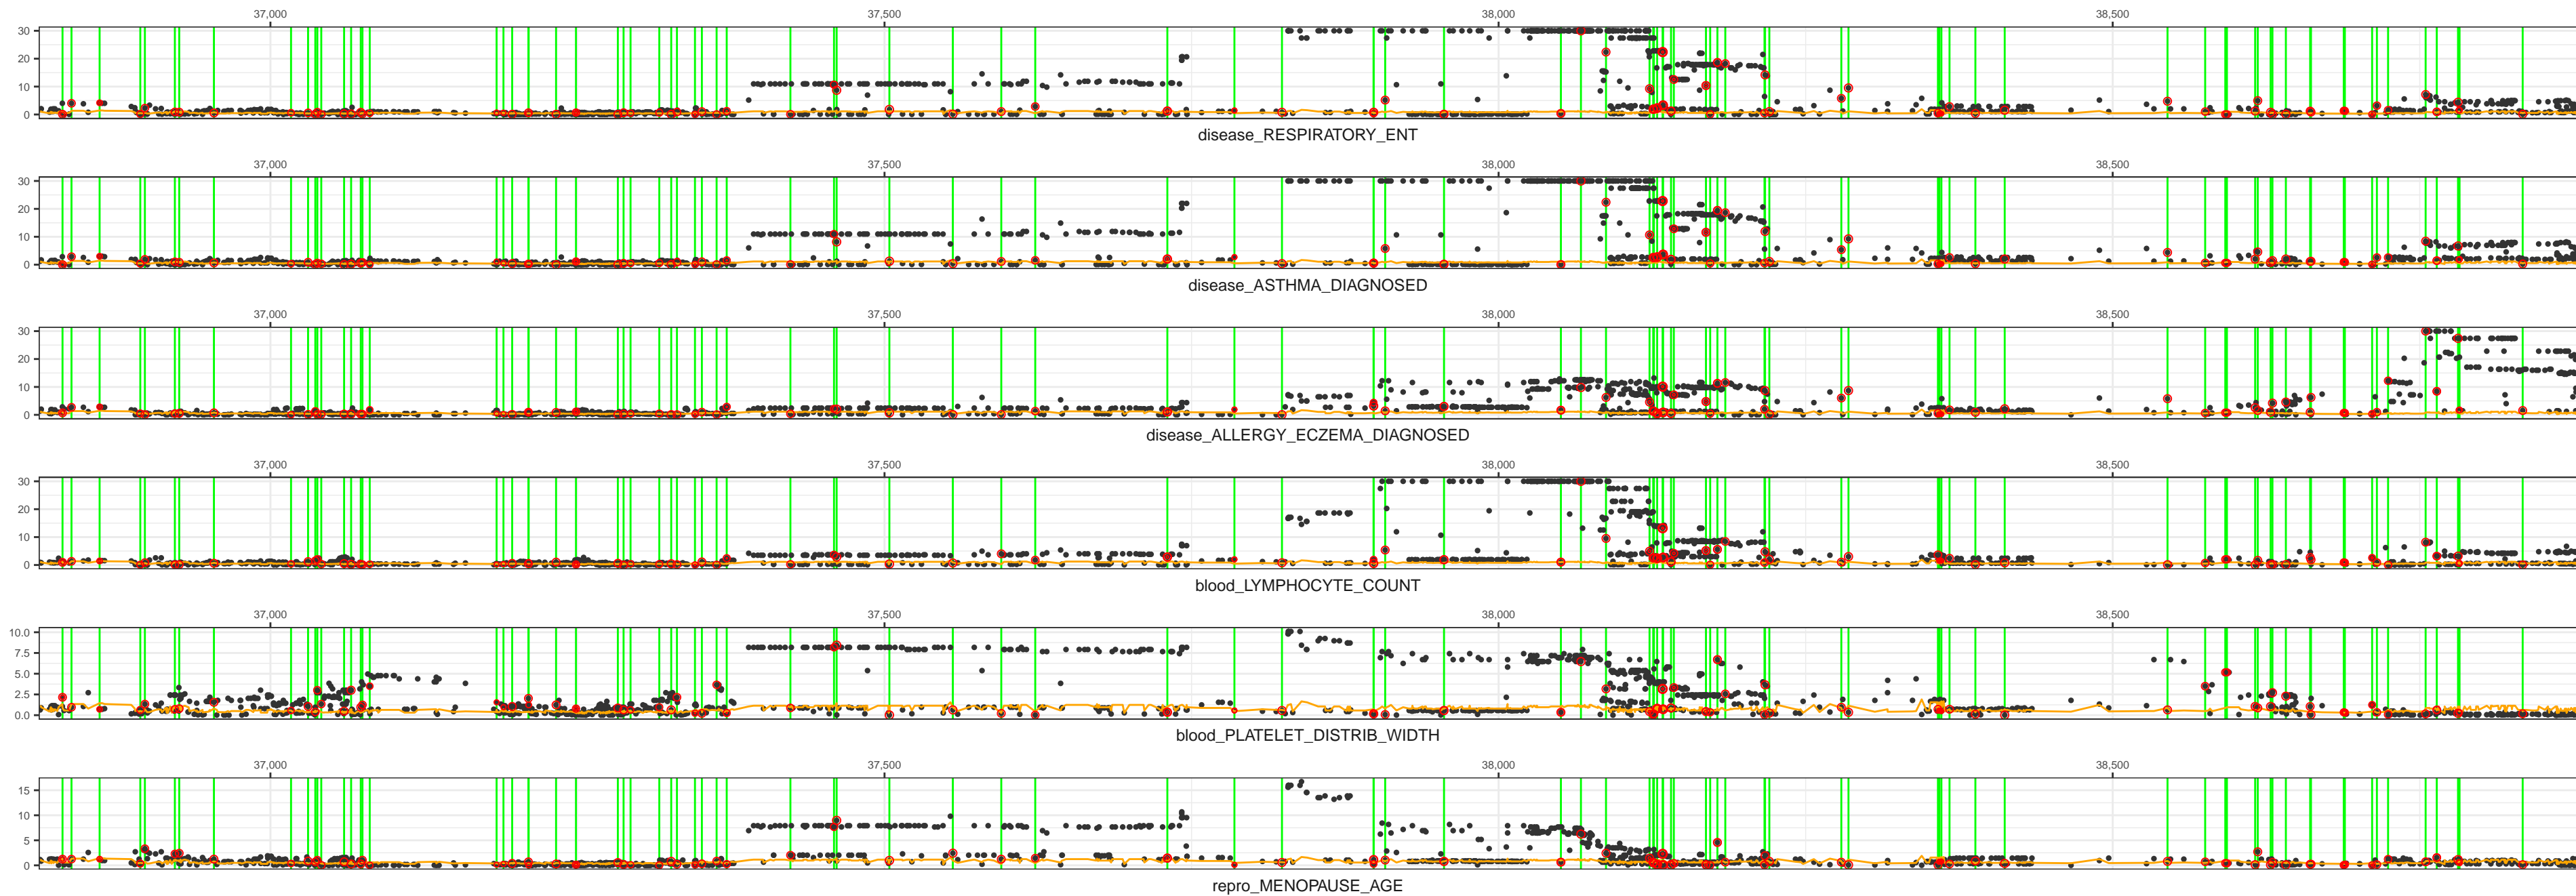 37,000 37,500 38,000 38,500
30
20
10
0
disease_RESPIRATORY_ENT
37,000 37,500 38,000 38,500
30
20
10
0
disease_ASTHMA_DIAGNOSED
37,000 37,500 38,000 38,500
30
20
10
0
disease_ALLERGY_ECZEMA_DIAGNOSED
37,000 37,500 38,000 38,500
30
20
10
0
blood_LYMPHOCYTE_COUNT
37,000 37,500 38,000 38,500
10.0
7.5
5.0
2.5
0.0
blood_PLATELET_DISTRIB_WIDTH
37,000 37,500 38,000 38,500
15
10
5
0
repro_MENOPAUSE_AGE